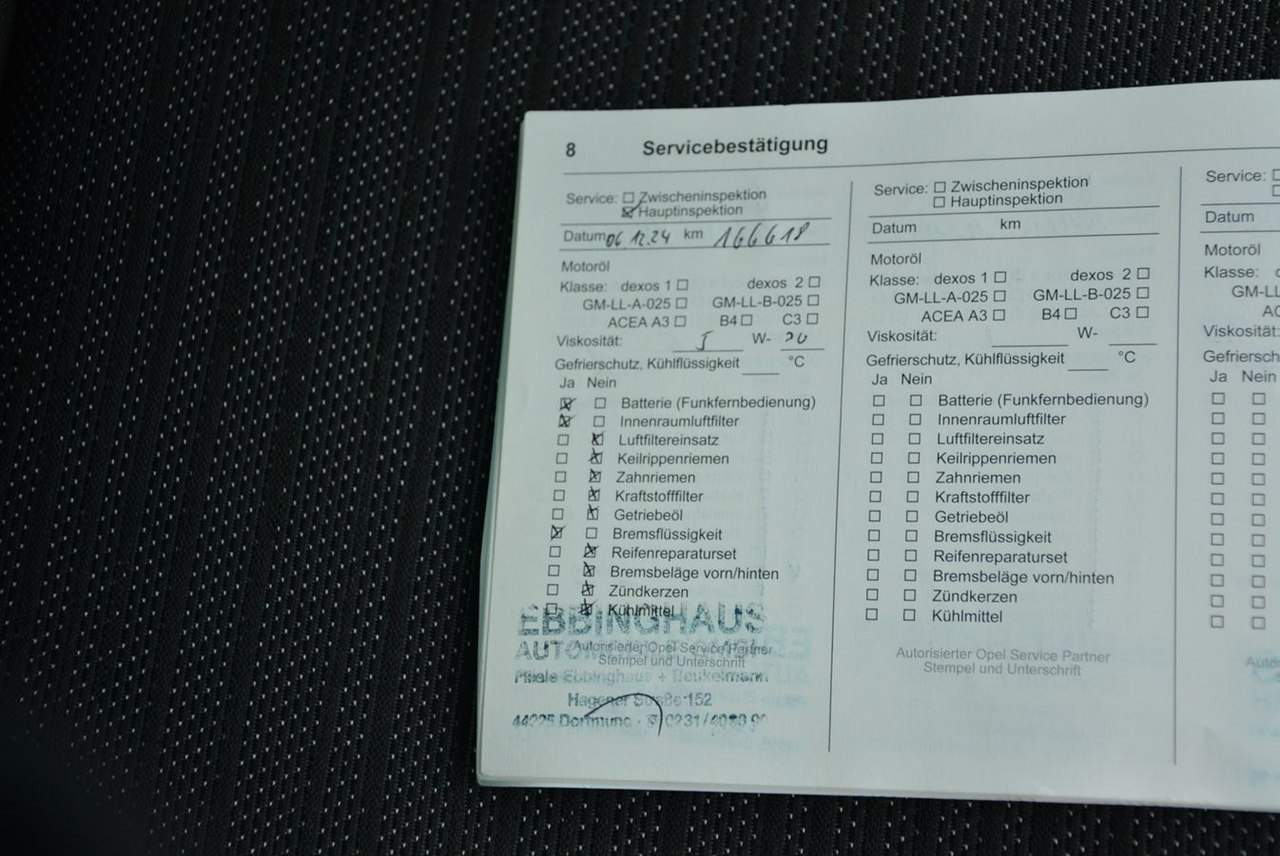 8 Servicebestätigung
Service: Zwischeninspektion
Hauptinspektion
Datum 06.12.24 km 166618
Motoröl
Klasse: dexos 1 dexos 2
GM-LL-A-025 GM-LL-B-025
ACEA A3 B4 C3
Viskosität: W-
Gefrierschutz, Kühlflüssigkeit °C
Ja Nein
Batterie (Funkfernbedienung)
Innenraumluftfilter
Luftfiltereinsatz
Keilrippenriemen
Zahnriemen
Kraftstofffilter
Getriebeöl
Bremsflüssigkeit
Reifenreparaturset
Bremsbeläge vorn/hinten
Zündkerzen
Kühlmittel
EBBINGHAUS
Autorisierter Opel Service Partner
Stempel und Unterschrift
Filiale Ebbinghaus +
Hagener Straße 152
44225 Dortmund
Service: Zwischeninspektion
Hauptinspektion
Datum km
Motoröl
Klasse: dexos 1 dexos 2
GM-LL-A-025 GM-LL-B-025
ACEA A3 B4 C3
Viskosität: W-
Gefrierschutz, Kühlflüssigkeit °C
Ja Nein
Batterie (Funkfernbedienung)
Innenraumluftfilter
Luftfiltereinsatz
Keilrippenriemen
Zahnriemen
Kraftstofffilter
Getriebeöl
Bremsflüssigkeit
Reifenreparaturset
Bremsbeläge vorn/hinten
Zündkerzen
Kühlmittel
Autorisierter Opel Service Partner
Stempel und Unterschrift
Service:
Datum
Motoröl
Klasse:
GM-LL
Viskosität:
Gefriersch
Ja Nein